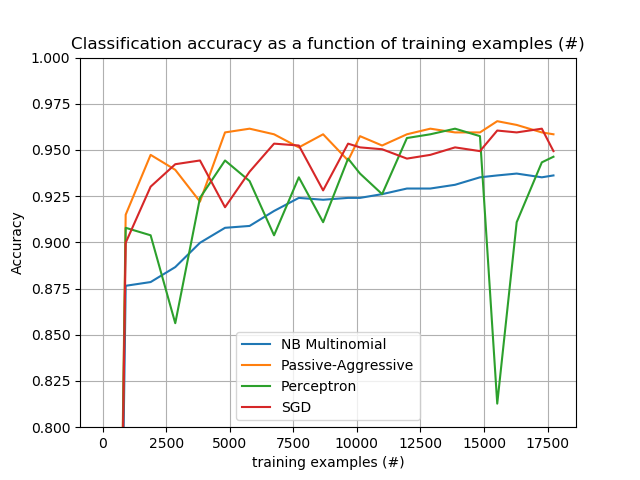 Classification accuracy as a function of training examples (#)
1.000
0.975
0.950
0.925
0.900
0.875
0.850
0.825
0.800
Accuracy
NB Multinomial
Passive-Aggressive
Perceptron
SGD
0 2500 5000 7500 10000 12500 15000 17500
training examples (#)